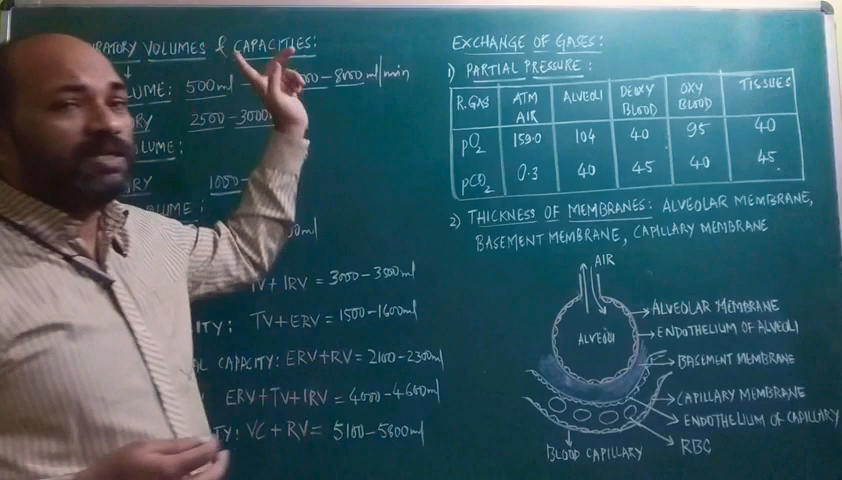 RATORY VOLUMES & CAPACITIES:
VOLUME: 500ml - 000-8000ml/min
RY 2500-3000
LUME:
RY 1000-
VOLUME:
ml
TV + IRV = 3000-3500ml
ITY: TV+ERV = 1500-1600ml
AL CAPACITY: ERV+RV = 2100-2300ml
ERV+TV+IRV = 4000-4600ml
TY: VC + RV = 5100-5800ml
EXCHANGE OF GASES:
1) PARTIAL PRESSURE:
R.GAS ATM AIR ALVEOLI DEOXY BLOOD OXY BLOOD TISSUES
pO2 159.0 104 40 95 40
pCO2 0.3 40 45 40 45
2) THICKNESS OF MEMBRANES: ALVEOLAR MEMBRANE,
BASEMENT MEMBRANE, CAPILLARY MEMBRANE
AIR
ALVEOLI
ALVEOLAR MEMBRANE
ENDOTHELIUM OF ALVEOLI
BASEMENT MEMBRANE
CAPILLARY MEMBRANE
ENDOTHELIUM OF CAPILLARY
RBC
BLOOD CAPILLARY